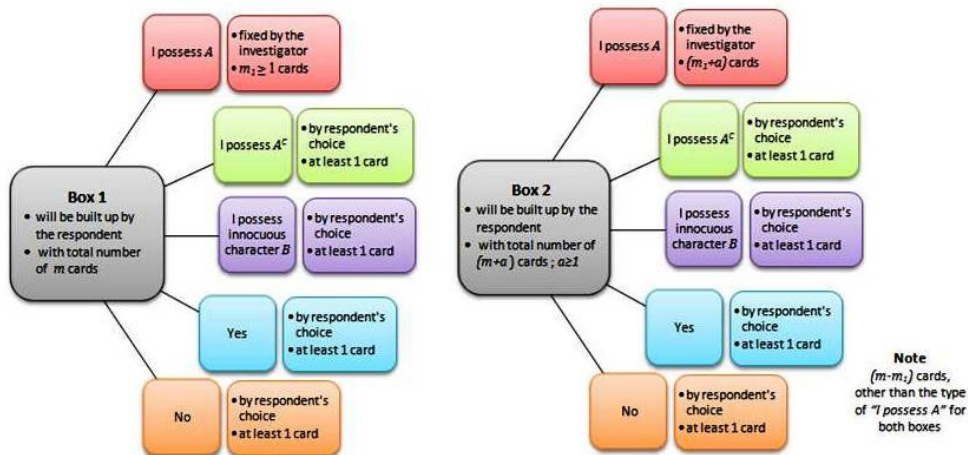 I possess A
• fixed by the
investigator
• m₁ ≥ 1 cards
I possess Aᶜ
• by respondent's
choice
• at least 1 card
Box 1
• will be built up by
the respondent
• with total number
of m cards
I possess
innocuous
character B
• by respondent's
choice
• at least 1 card
Yes
• by respondent's
choice
• at least 1 card
No
• by respondent's
choice
• at least 1 card
I possess A
• fixed by the
investigator
• (m₁+a) cards
I possess Aᶜ
• by respondent's
choice
• at least 1 card
Box 2
• will be built up by the
respondent
• with total number of
(m+a) cards ; a≥1
I possess
innocuous
character B
• by respondent's
choice
• at least 1 card
Yes
• by respondent's
choice
• at least 1 card
No
• by respondent's
choice
• at least 1 card
Note
(m-m₁) cards,
other than the type
of "I possess A" for
both boxes